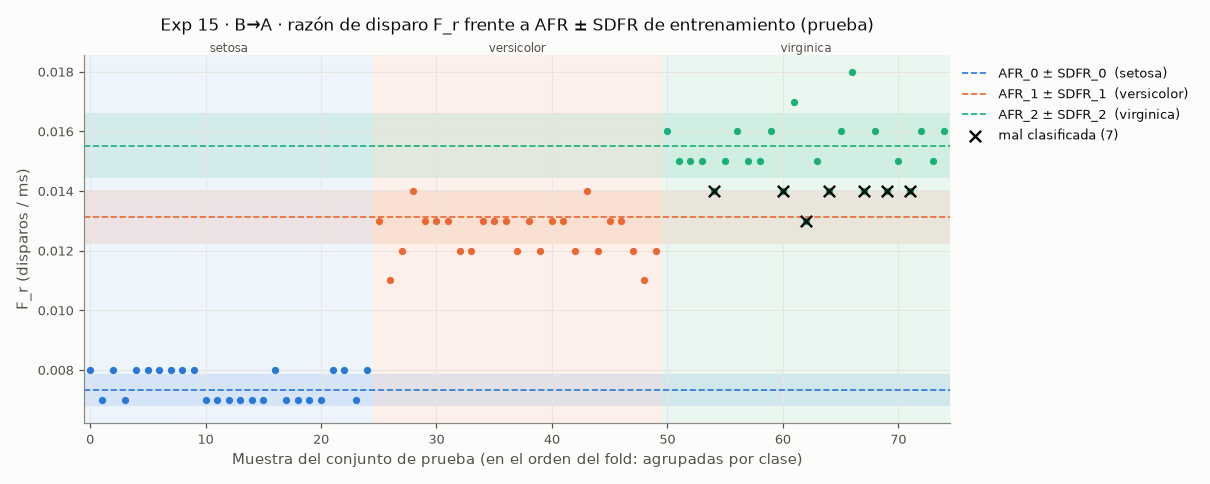 Exp 15 · B→A · razón de disparo F_r frente a AFR ± SDFR de entrenamiento (prueba)
setosa
versicolor
virginica
AFR_0 ± SDFR_0 (setosa)
AFR_1 ± SDFR_1 (versicolor)
AFR_2 ± SDFR_2 (virginica)
mal clasificada (7)
F_r (disparos / ms)
0.018
0.016
0.014
0.012
0.010
0.008
0
10
20
30
40
50
60
70
Muestra del conjunto de prueba (en el orden del fold: agrupadas por clase)